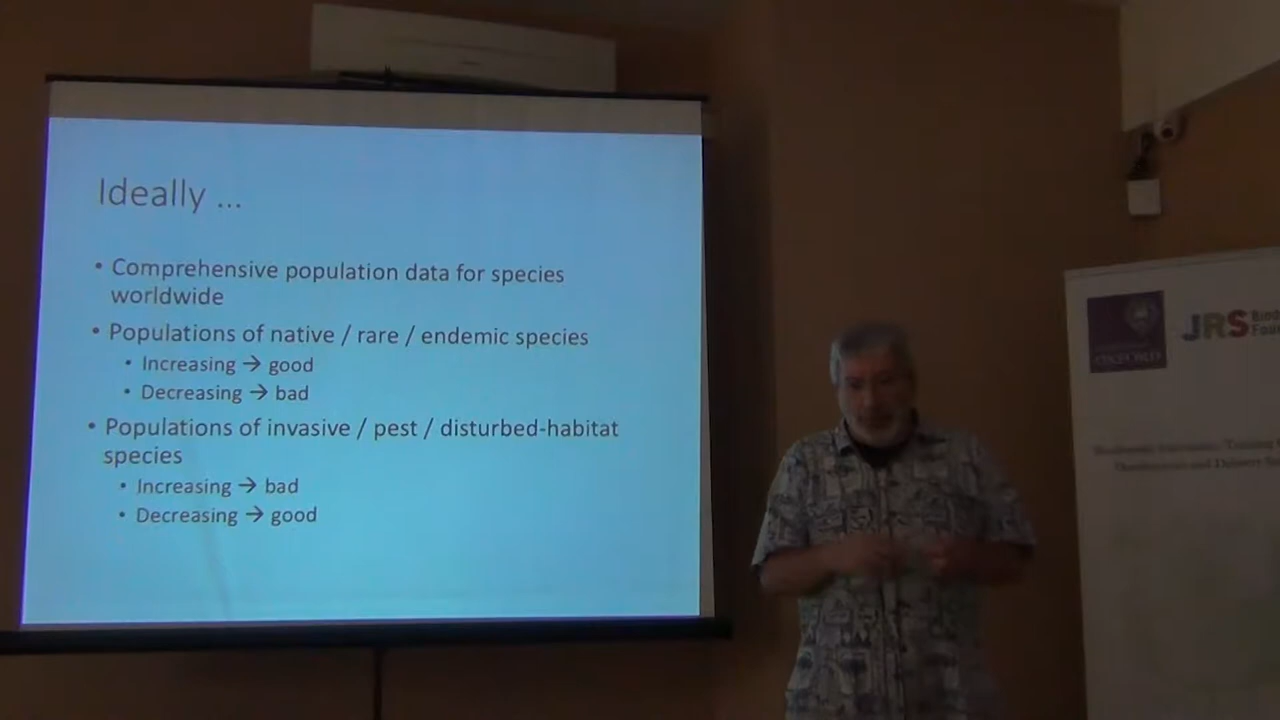 Ideally ...
• Comprehensive population data for species
worldwide
• Populations of native / rare / endemic species
• Increasing → good
• Decreasing → bad
• Populations of invasive / pest / disturbed-habitat
species
• Increasing → bad
• Decreasing → good
OXFORD
JRS